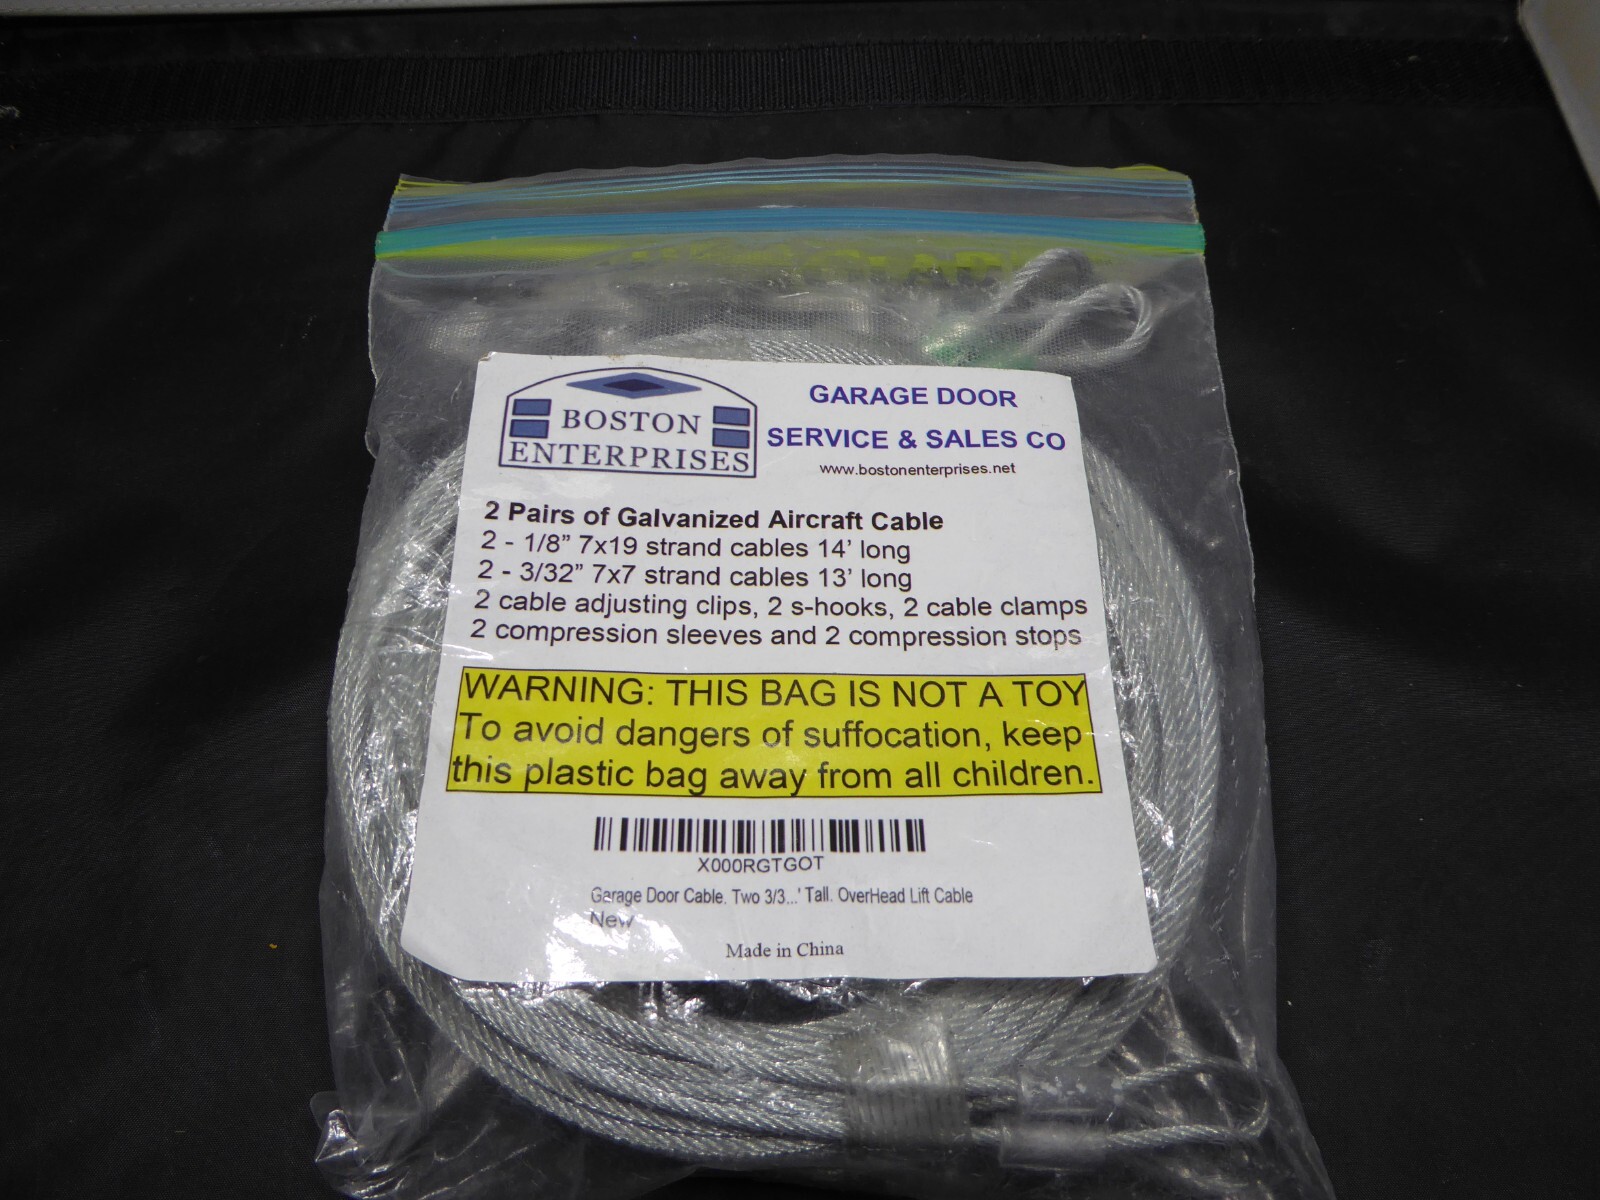 BOSTON
ENTERPRISES
GARAGE DOOR
SERVICE & SALES CO
www.bostonenterprises.net
2 Pairs of Galvanized Aircraft Cable
2 - 1/8” 7x19 strand cables 14’ long
2 - 3/32” 7x7 strand cables 13’ long
2 cable adjusting clips, 2 s-hooks, 2 cable clamps
2 compression sleeves and 2 compression stops
WARNING: THIS BAG IS NOT A TOY
To avoid dangers of suffocation, keep
this plastic bag away from all children.
X000RGTGOT
Garage Door Cable. Two 3/3...' Tall. OverHead Lift Cable
New
Made in China